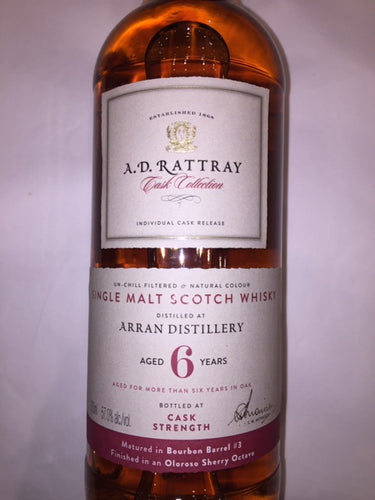 ESTABLISHED 1868
A.D. RATTRAY
Cask Collection
INDIVIDUAL CASK RELEASE
UN-CHILL FILTERED & NATURAL COLOUR
SINGLE MALT SCOTCH WHISKY
DISTILLED AT
ARRAN DISTILLERY
AGED 6 YEARS
AGED FOR MORE THAN SIX YEARS IN OAK
BOTTLED AT
CASK
STRENGTH
57.0% alc/vol.
Matured in Bourbon Barrel #3
Finished in an Oloroso Sherry Octave